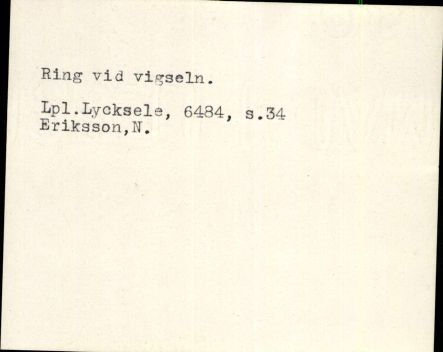 Ring vid vigseln.
Lpl.Lycksele, 6484, s.34
Eriksson,N.